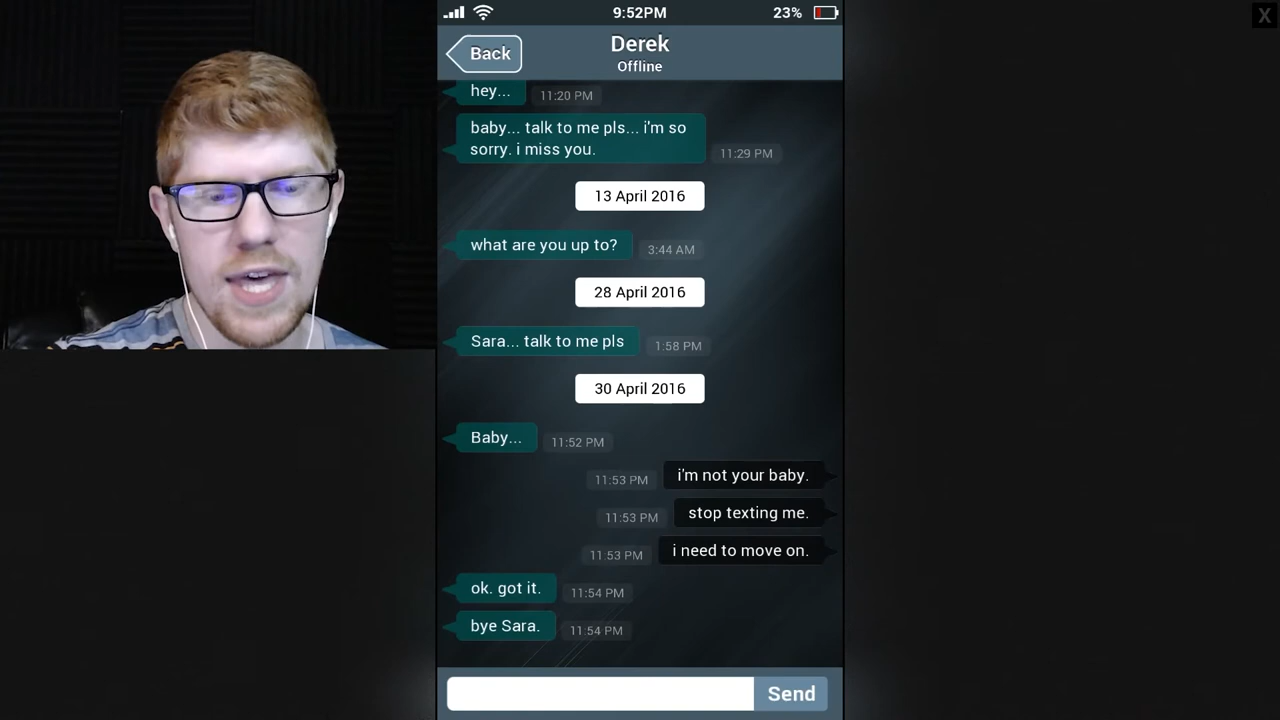 9:52PM
23%
X
Back
Derek
Offline
hey...
11:20 PM
baby... talk to me pls... i'm so
sorry. i miss you.
11:29 PM
13 April 2016
what are you up to?
3:44 AM
28 April 2016
Sara... talk to me pls
1:58 PM
30 April 2016
Baby...
11:52 PM
11:53 PM
i'm not your baby.
11:53 PM
stop texting me.
11:53 PM
i need to move on.
ok. got it.
11:54 PM
bye Sara.
11:54 PM
Send